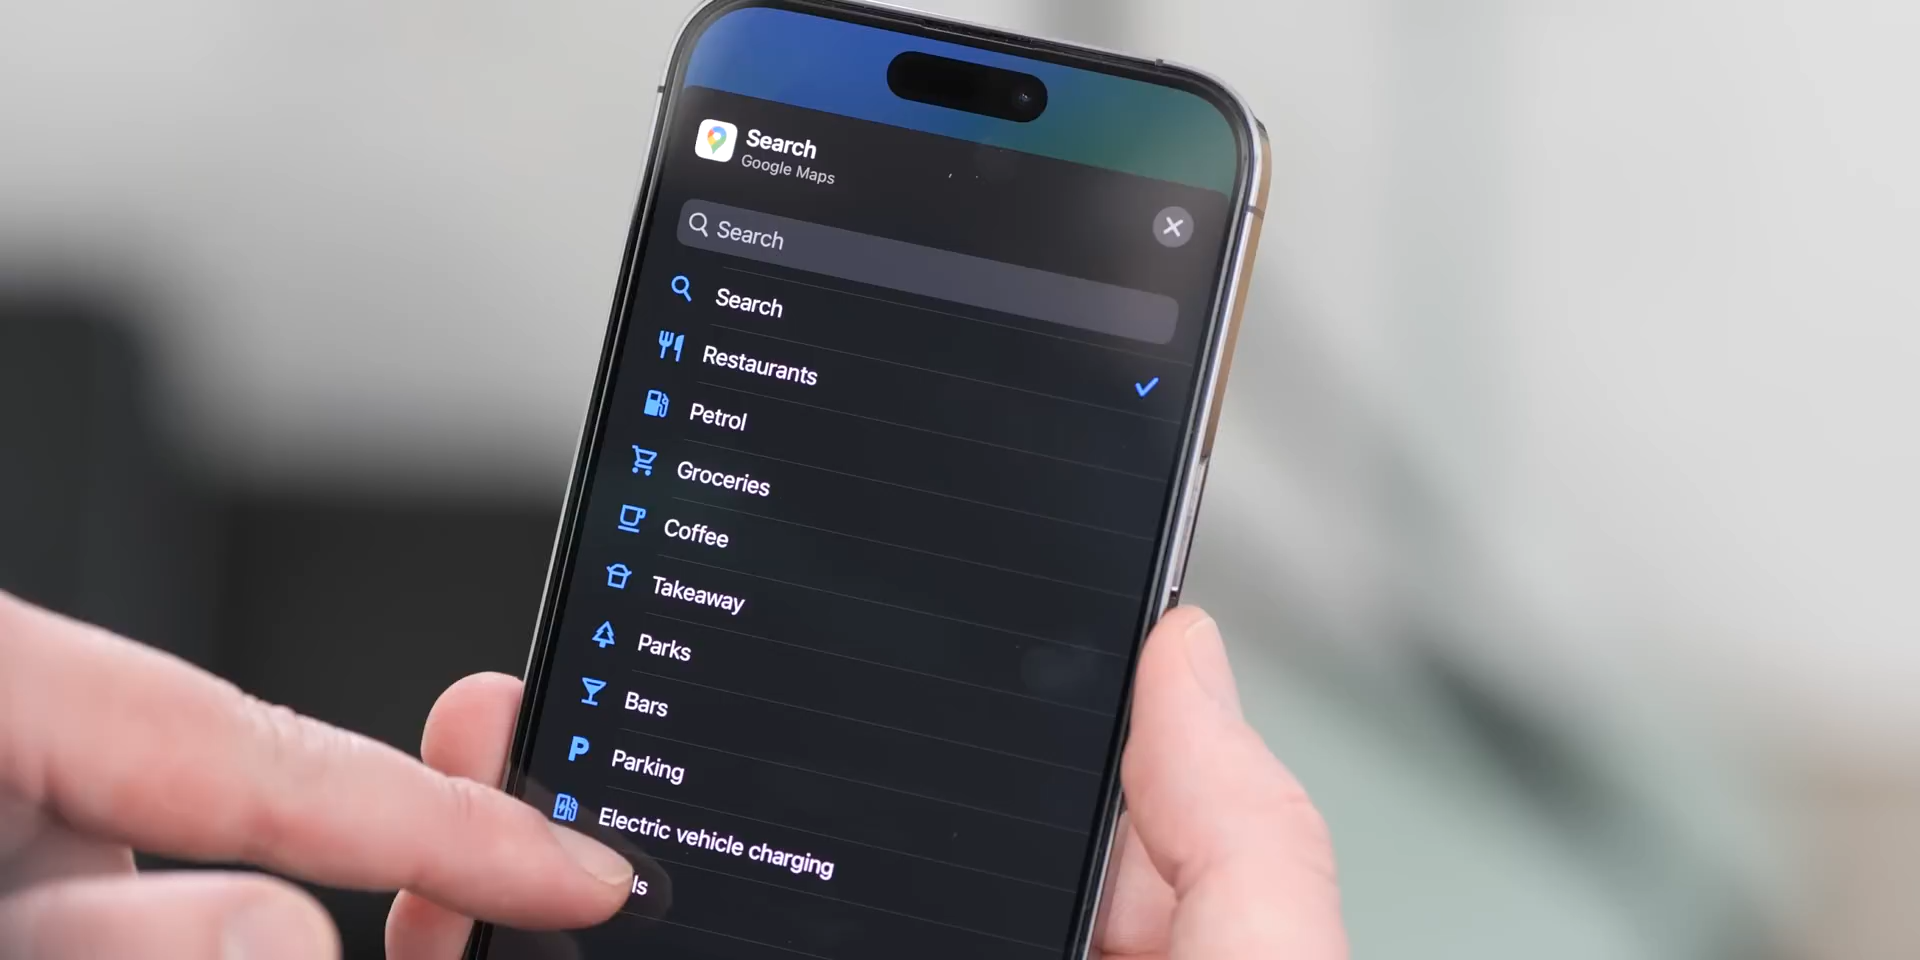 Search
Google Maps
Search
Search
Restaurants
Petrol
Groceries
Coffee
Takeaway
Parks
Bars
P
Parking
Electric vehicle charging